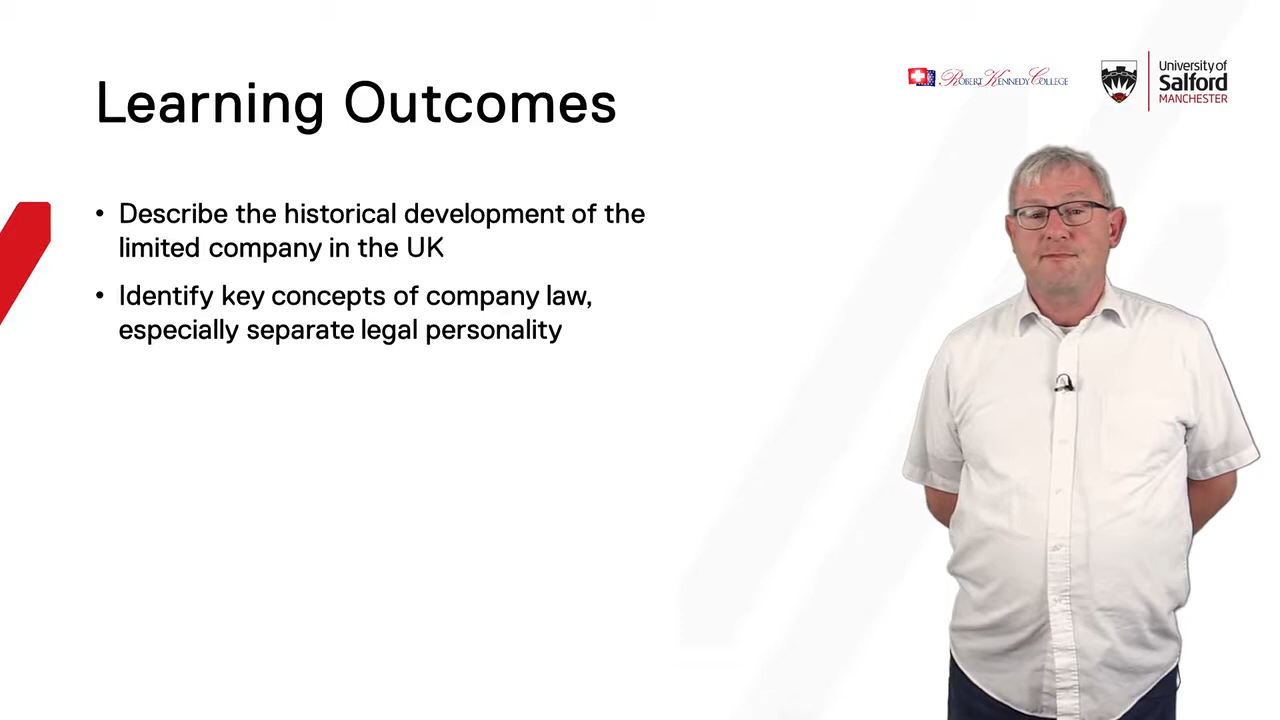 Learning Outcomes
ROBERT KENNEDY COLLEGE
University of
Salford
MANCHESTER
• Describe the historical development of the
limited company in the UK
• Identify key concepts of company law,
especially separate legal personality